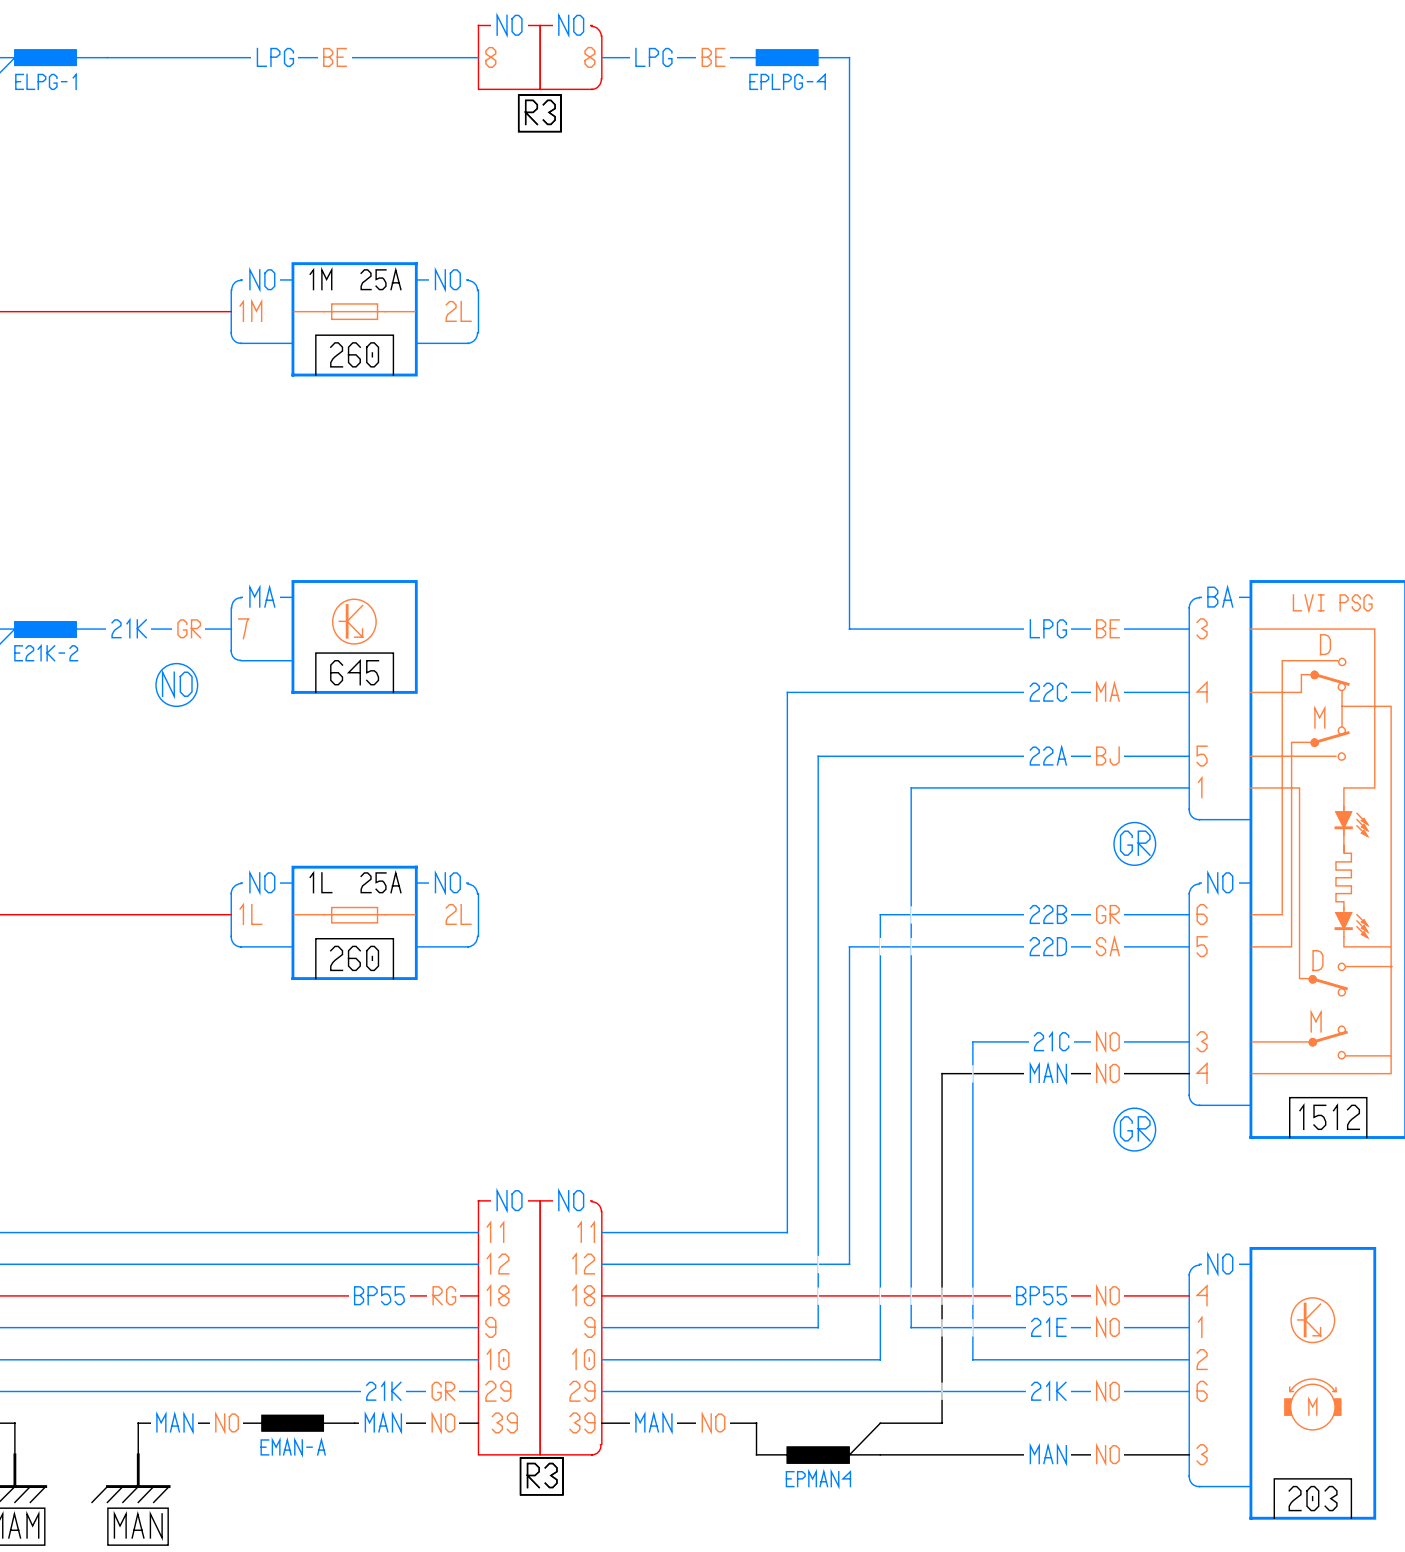 NO NO
LPG BE 8 8 LPG BE
ELPG-1 EPLPG-4
R3
NO 1M 25A NO
1M 2L
260
MA BA LVI PSG
21K GR 7 LPG BE 3
E21K-2 D
NO 645
22C MA 4
M
22A BJ 5
1
GR
NO 1L 25A NO NO
1L 2L 22B GR 6
22D SA 5
260 D
M
21C NO 3
MAN NO 4
1512
GR
NO NO
11 11
12 12 NO
BP55 RG 18 18 BP55 NO 4
9 9 21E NO 1
10 10 2
21K GR 29 29 21K NO 6
M
MAN NO MAN NO 39 39 MAN NO
EMAN-A MAN NO 3
R3 EPMAN4
203
MAM MAN